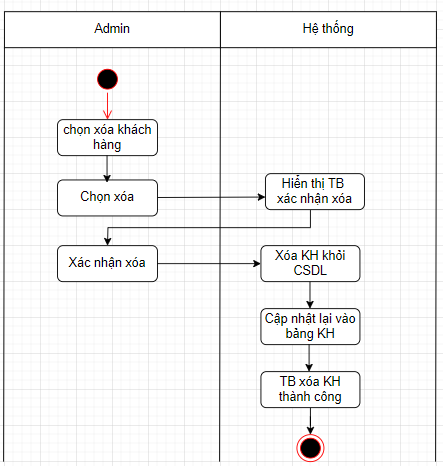 Admin
Hệ thống
chọn xóa khách
hàng
Chọn xóa
Hiển thị TB
xác nhận xóa
Xác nhận xóa
Xóa KH khỏi
CSDL
Cập nhật lại vào
bảng KH
TB xóa KH
thành công